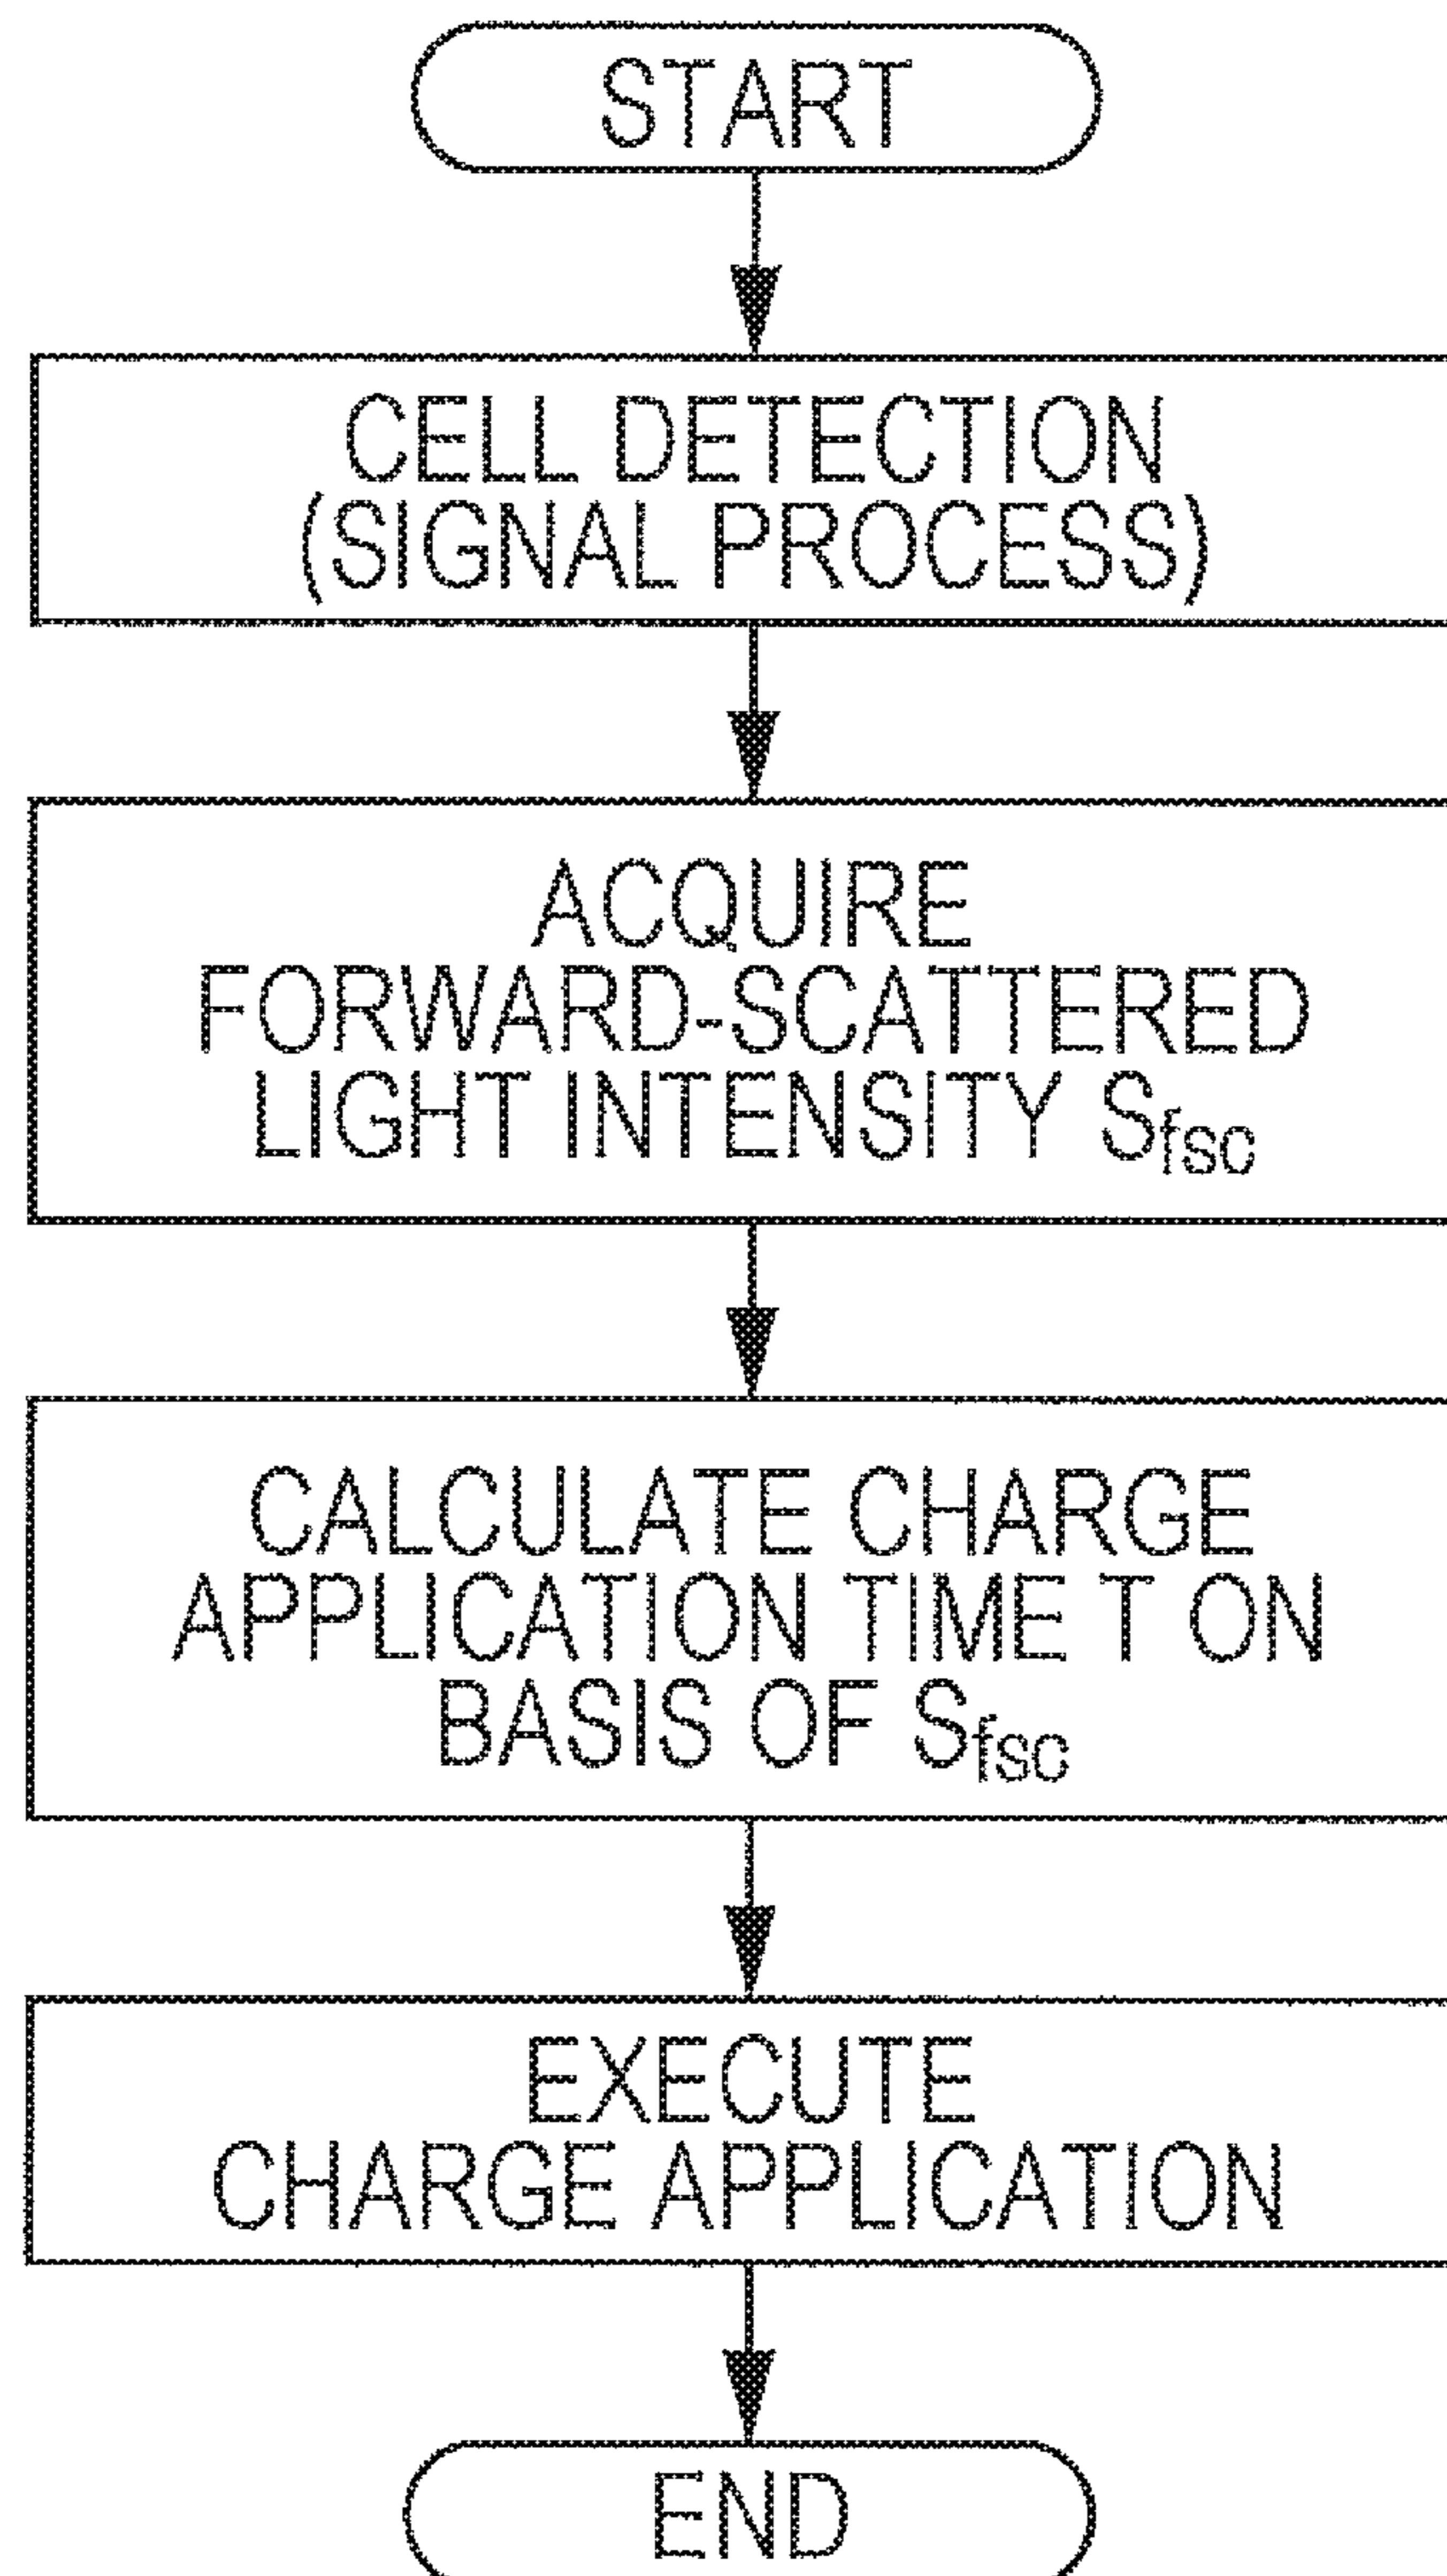 START
CELL DETECTION
(SIGNAL PROCESS)
ACQUIRE
FORWARD-SCATTERED
LIGHT INTENSITY Sfsc
CALCULATE CHARGE
APPLICATION TIME T ON
BASIS OF Sfsc
EXECUTE
CHARGE APPLICATION
END